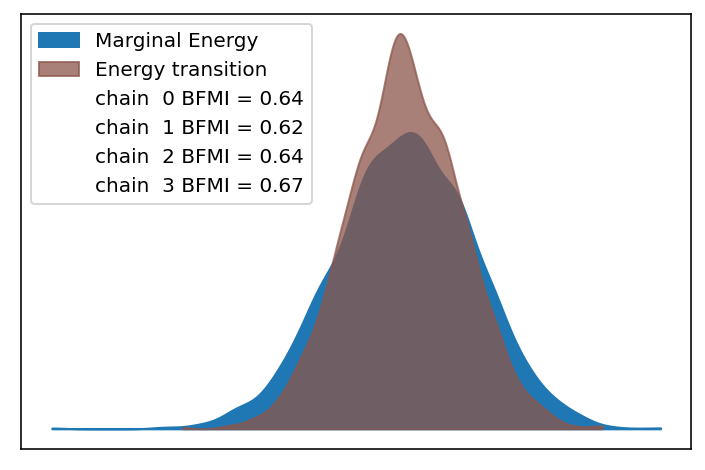 Marginal Energy
Energy transition
chain  0 BFMI = 0.64
chain  1 BFMI = 0.62
chain  2 BFMI = 0.64
chain  3 BFMI = 0.67